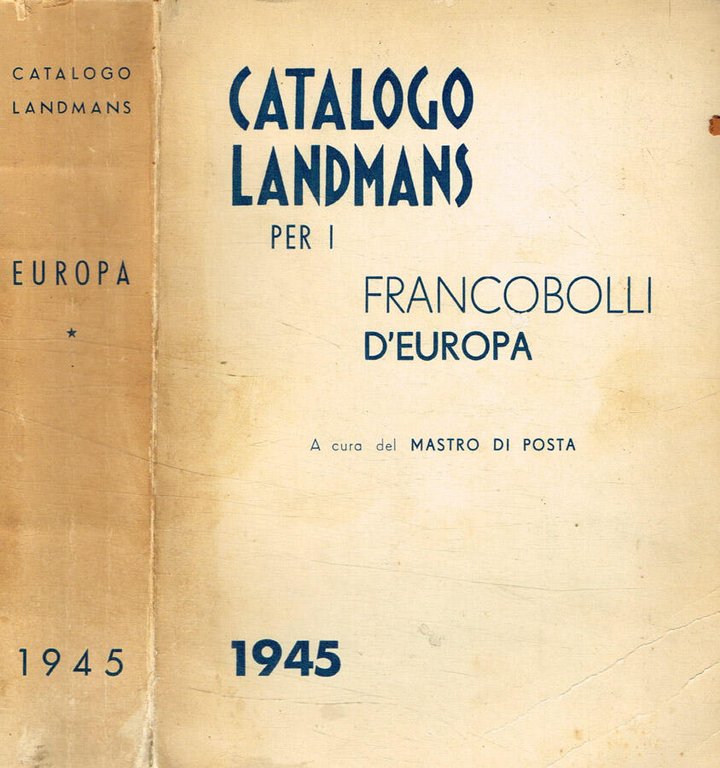 CATALOGO
LANDMANS
EUROPA
*
1945
CATALOGO
LANDMANS
PER I
FRANCOBOLLI
D'EUROPA
A cura del MASTRO DI POSTA
1945